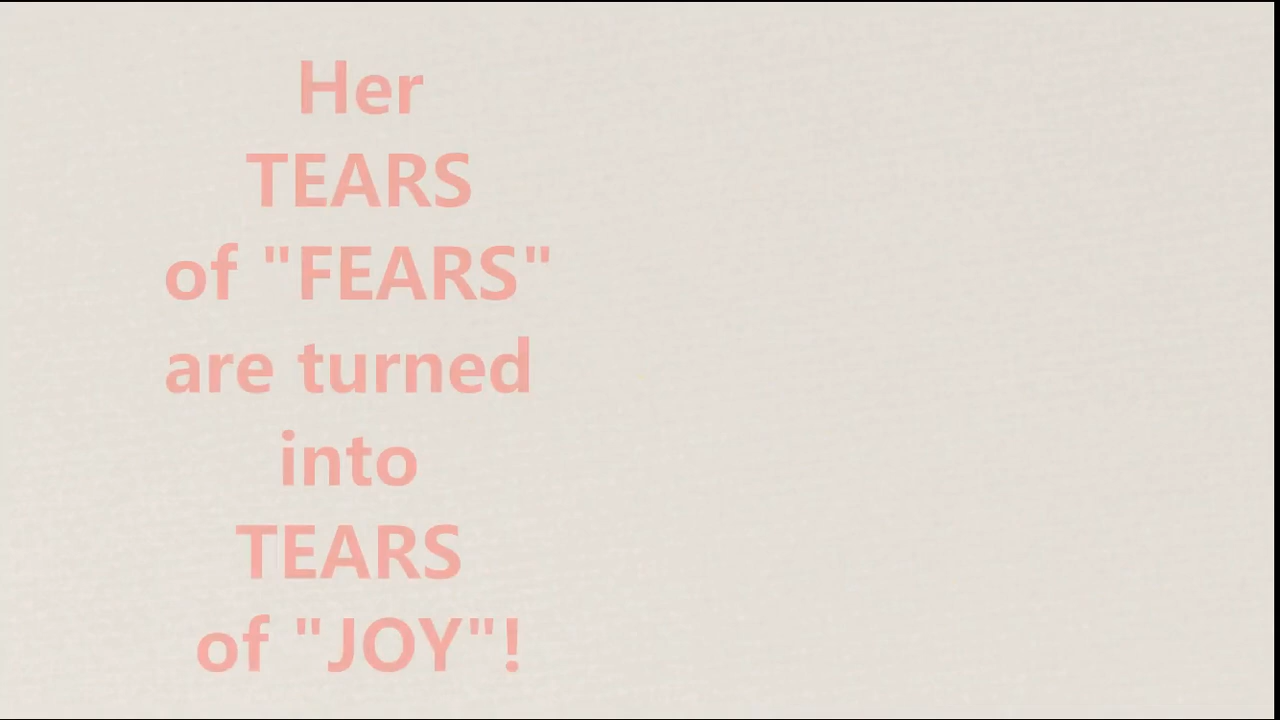 Her
TEARS
of "FEARS"
are turned
into
TEARS
of "JOY"!